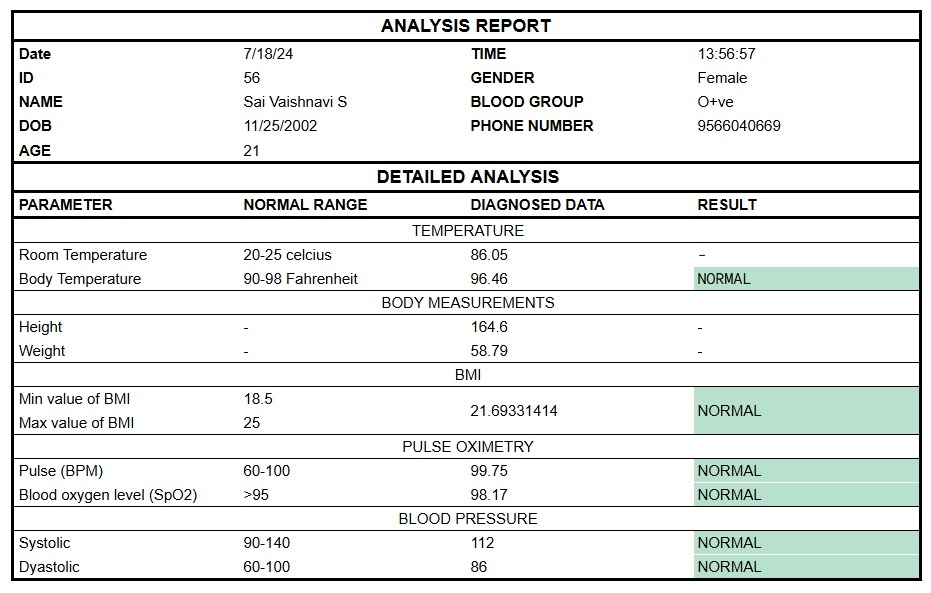 ANALYSIS REPORT
Date 7/18/24 TIME 13:56:57
ID 56 GENDER Female
NAME Sai Vaishnavi S BLOOD GROUP O+ve
DOB 11/25/2002 PHONE NUMBER 9566040669
AGE 21
DETAILED ANALYSIS
PARAMETER NORMAL RANGE DIAGNOSED DATA RESULT
TEMPERATURE
Room Temperature 20-25 celcius 86.05 –
Body Temperature 90-98 Fahrenheit 96.46 NORMAL
BODY MEASUREMENTS
Height - 164.6 -
Weight - 58.79 -
BMI
Min value of BMI 18.5
21.69331414 NORMAL
Max value of BMI 25
PULSE OXIMETRY
Pulse (BPM) 60-100 99.75 NORMAL
Blood oxygen level (SpO2) >95 98.17 NORMAL
BLOOD PRESSURE
Systolic 90-140 112 NORMAL
Dyastolic 60-100 86 NORMAL